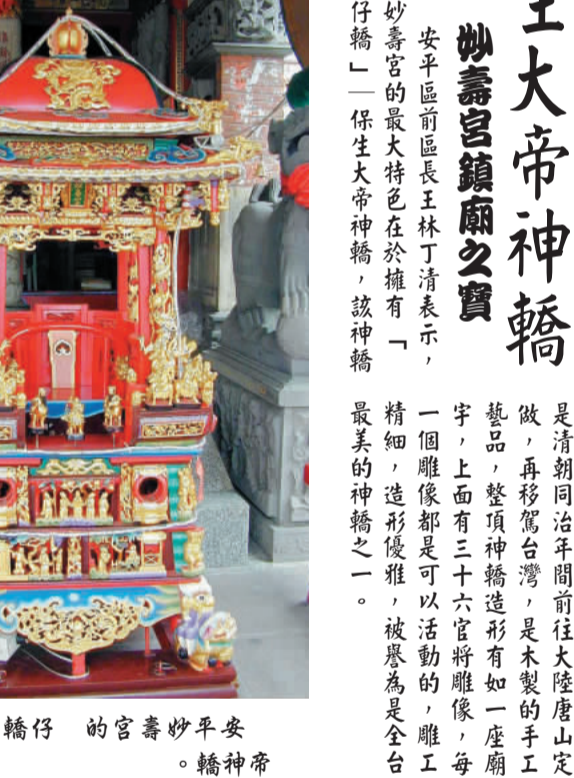 生大帝神轎
妙壽宮鎮廟之寶
安平區前區長王林丁清表示，
妙壽宮的最大特色在於擁有「
仔轎」─保生大帝神轎，該神轎
是清朝同治年間前往大陸唐山定
做，再移駕台灣，是木製的手工
藝品，整頂神轎造形有如一座廟
宇，上面有三十六官將雕像，每
一個雕像都是可以活動的，雕工
精細，造形優雅，被譽為是全台
最美的神轎之一。
安平妙壽宮的　仔轎
帝神轎。